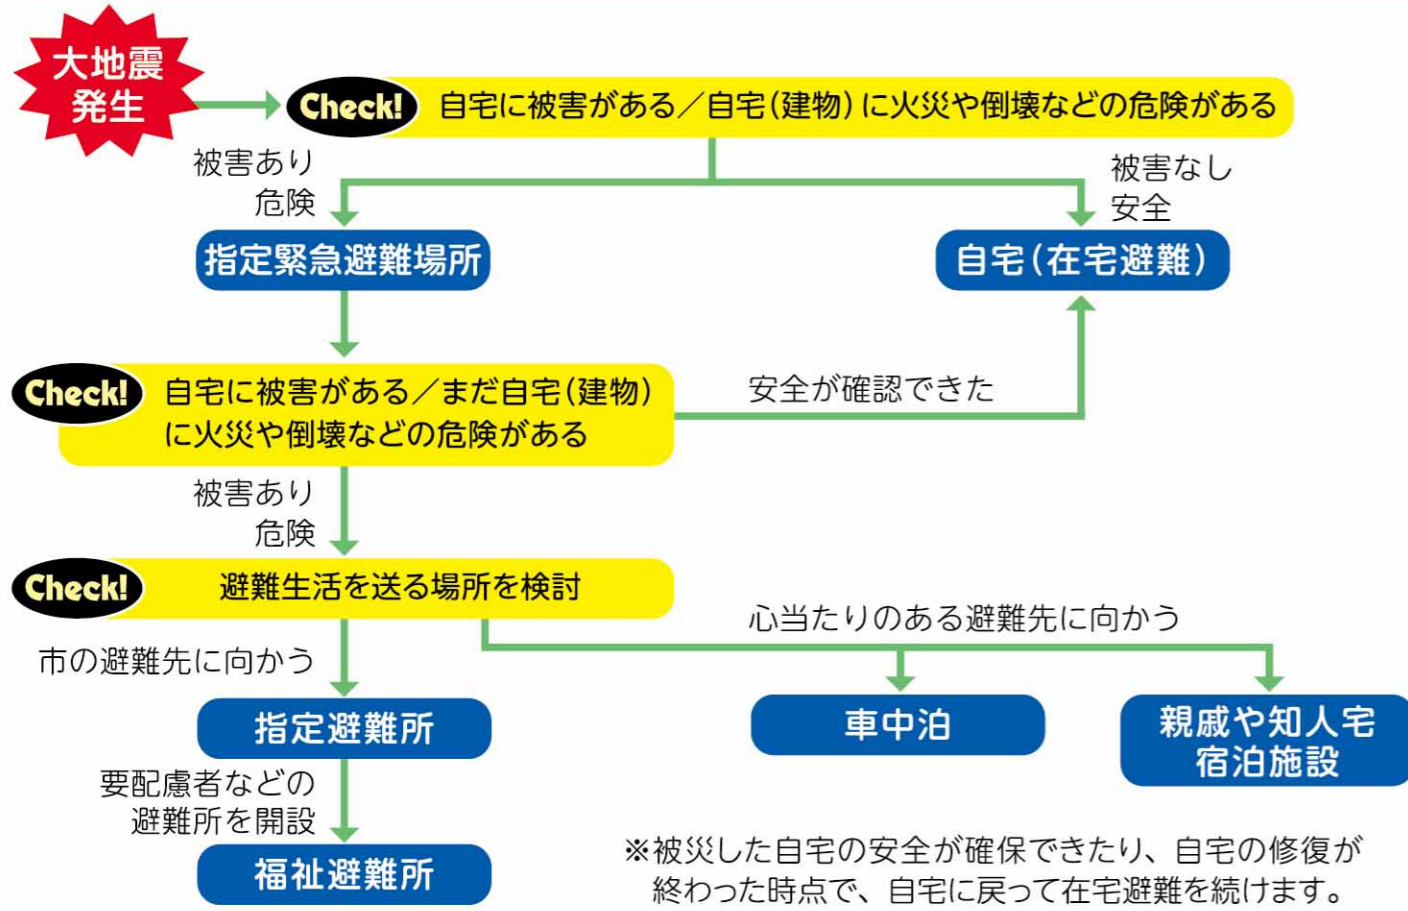 大地震
発生
Check!
自宅に被害がある／自宅(建物)に火災や倒壊などの危険がある
被害あり
危険
被害なし
安全
指定緊急避難場所
自宅(在宅避難)
Check!
自宅に被害がある／まだ自宅(建物)
に火災や倒壊などの危険がある
安全が確認できた
被害あり
危険
Check!
避難生活を送る場所を検討
市の避難先に向かう
心当たりのある避難先に向かう
指定避難所
車中泊
親戚や知人宅
宿泊施設
要配慮者などの
避難所を開設
福祉避難所
※被災した自宅の安全が確保できたり、自宅の修復が
終わった時点で、自宅に戻って在宅避難を続けます。